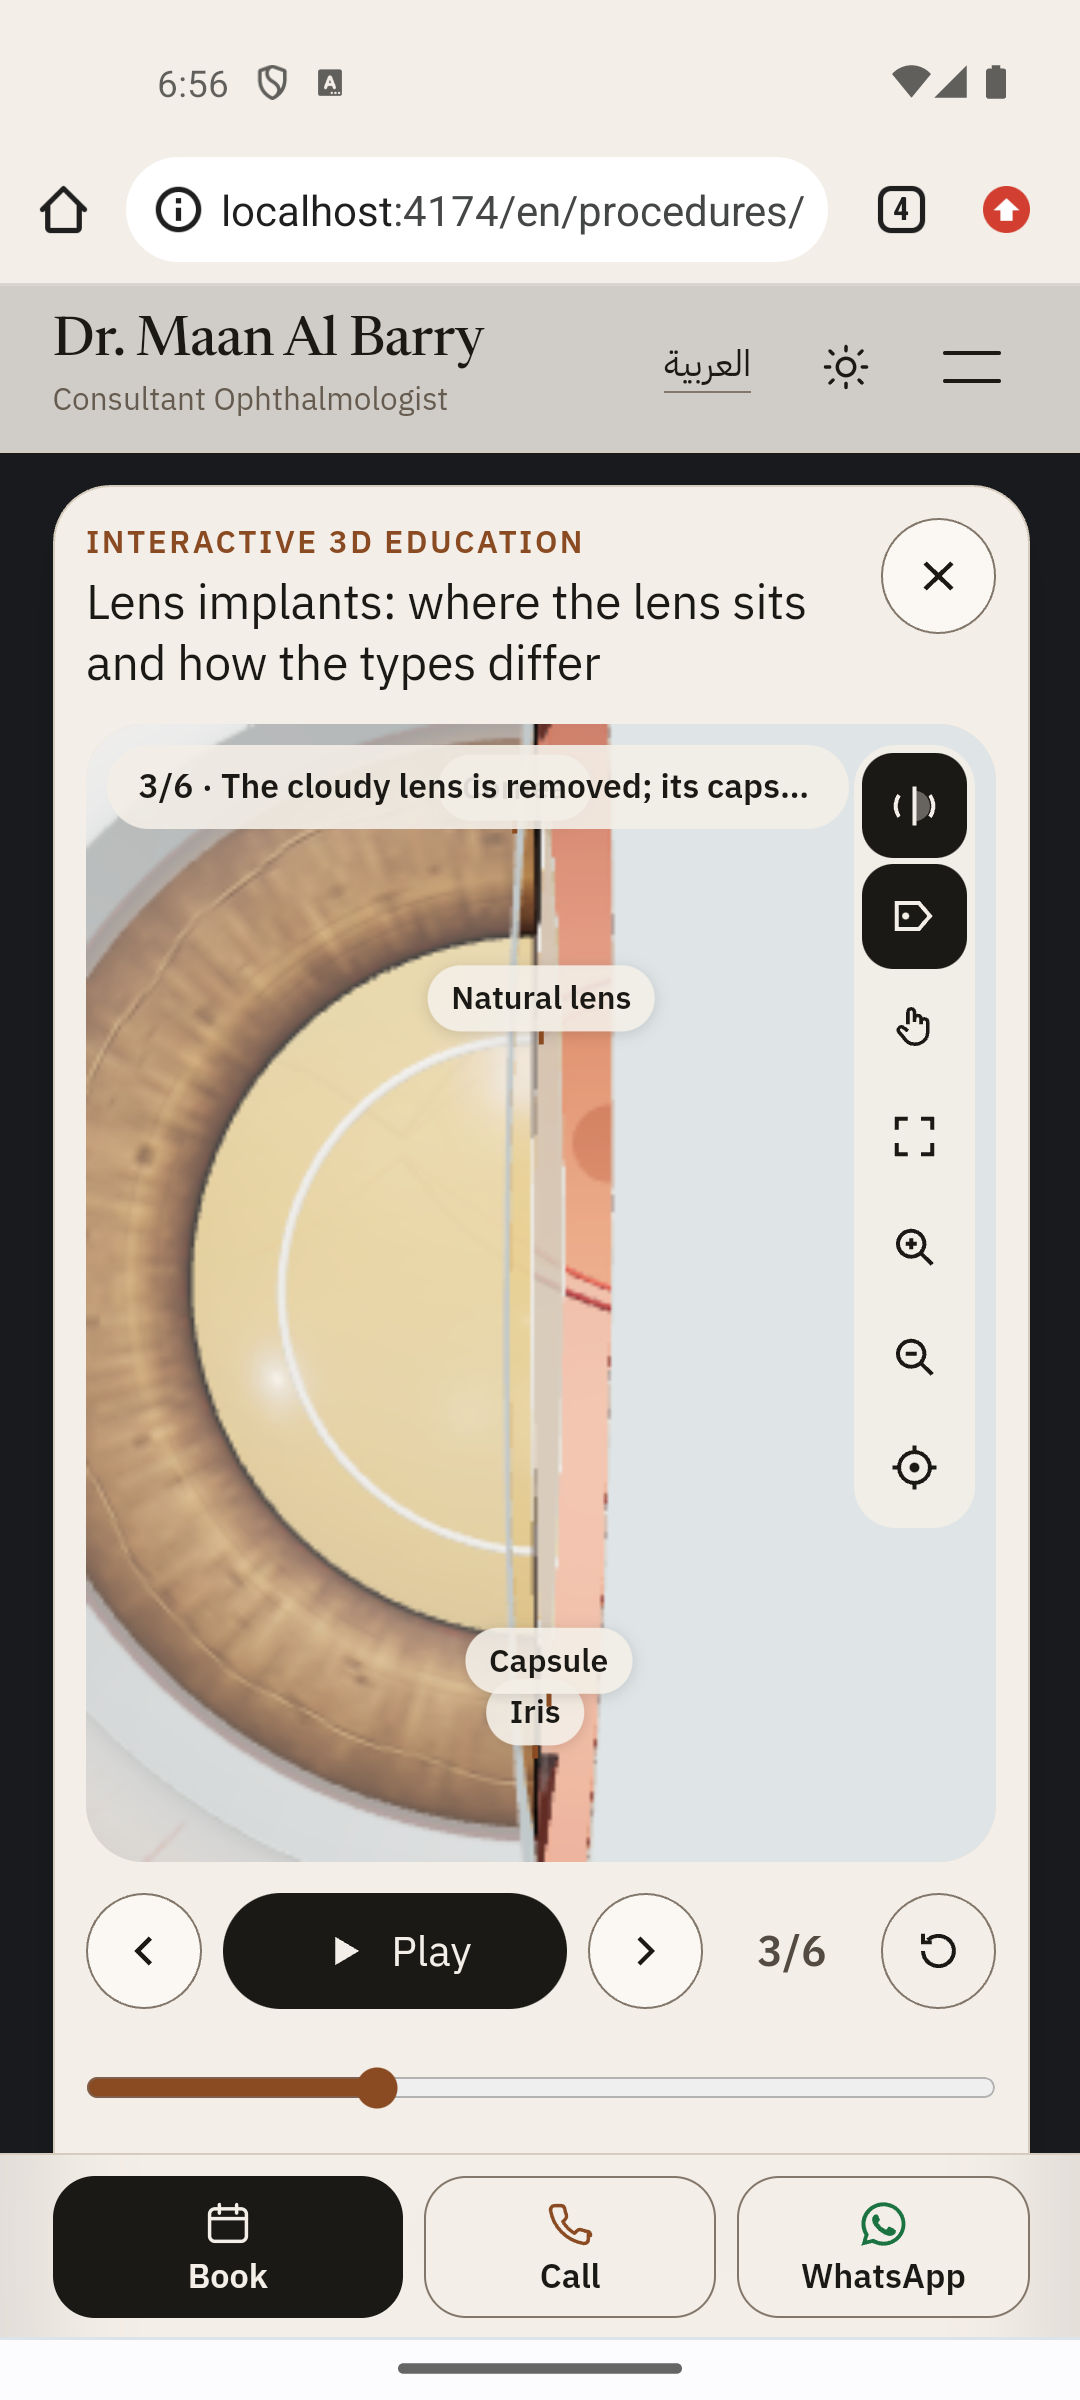 6:56
localhost:4174/en/procedures/
4
Dr. Maan Al Barry
Consultant Ophthalmologist
العربية
INTERACTIVE 3D EDUCATION
Lens implants: where the lens sits
and how the types differ
3/6 · The cloudy lens is removed; its caps...
Natural lens
Capsule
Iris
Play
3/6
Book
Call
WhatsApp